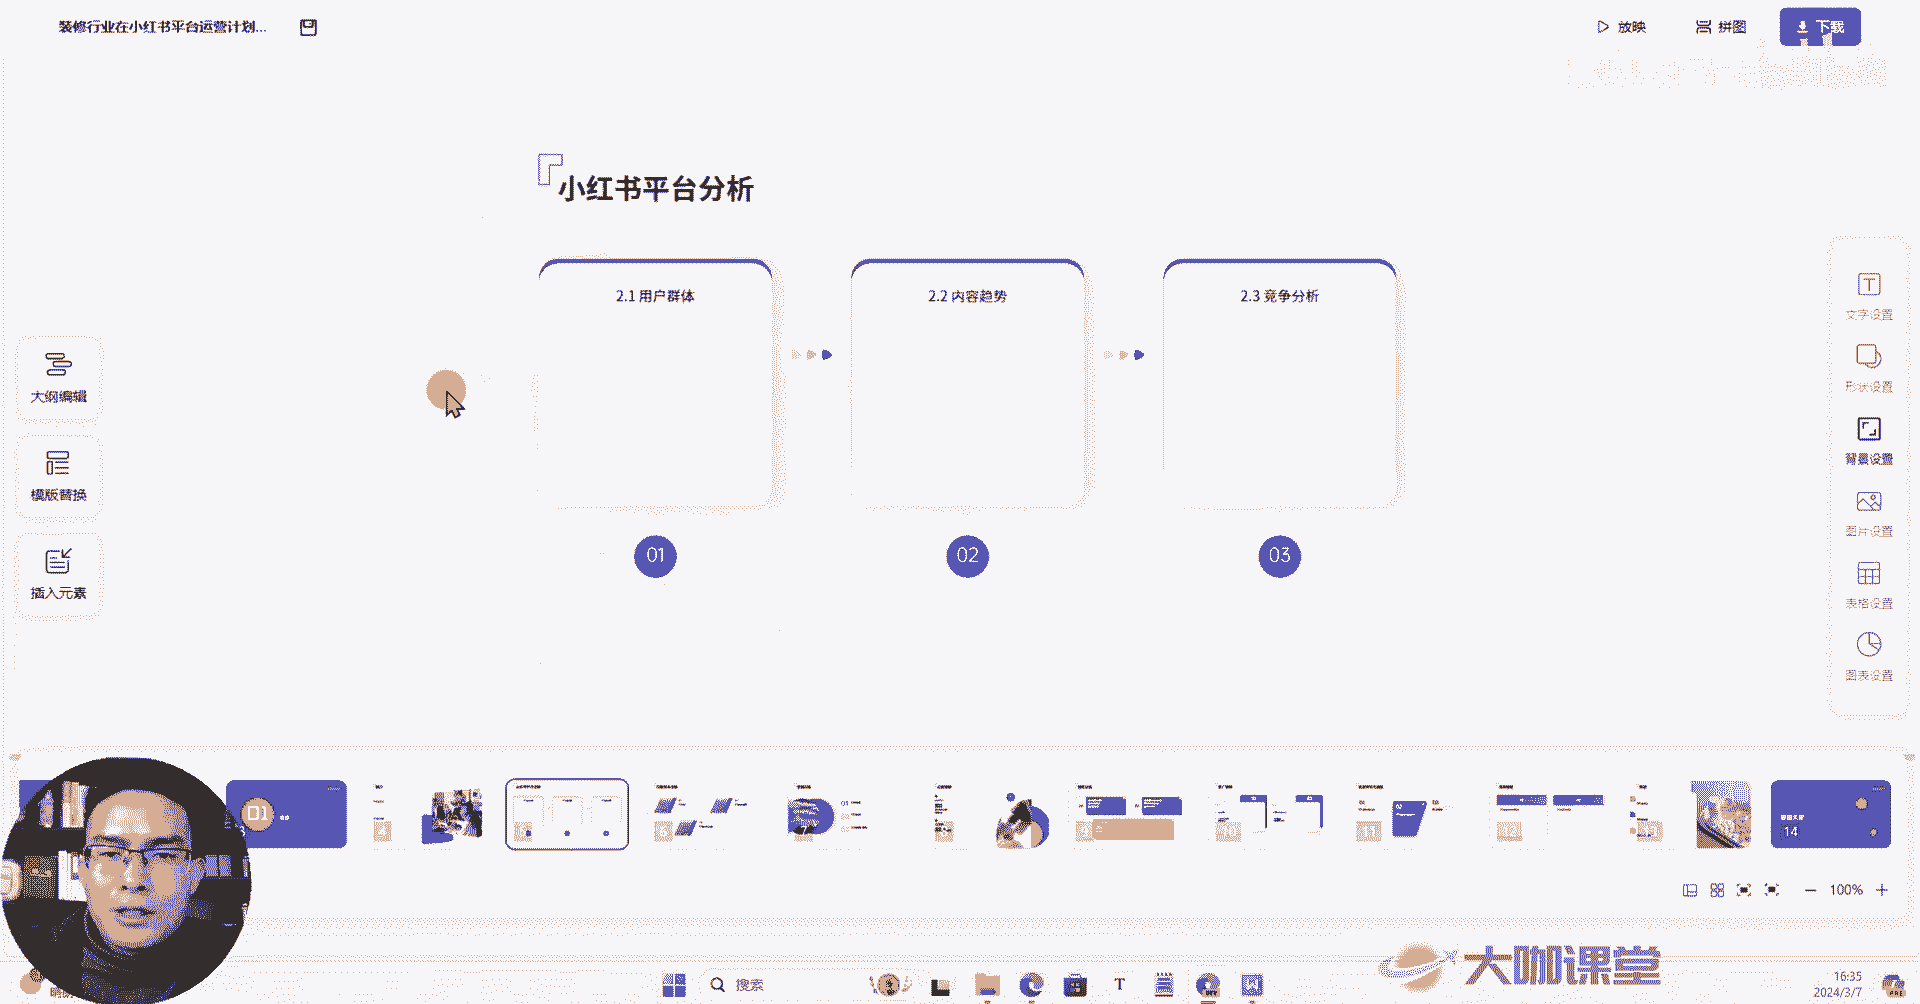 装修行业在小红书平台运营计划...
放映
拼图
下载
小红书平台分析
2.1 用户群体
2.2 内容趋势
2.3 竞争分析
01
02
03
大纲编辑
模版替换
插入元素
文字设置
形状设置
背景设置
图片设置
表格设置
图表设置
01
14
100%
大咖课堂
搜索
16:35
2024/3/7